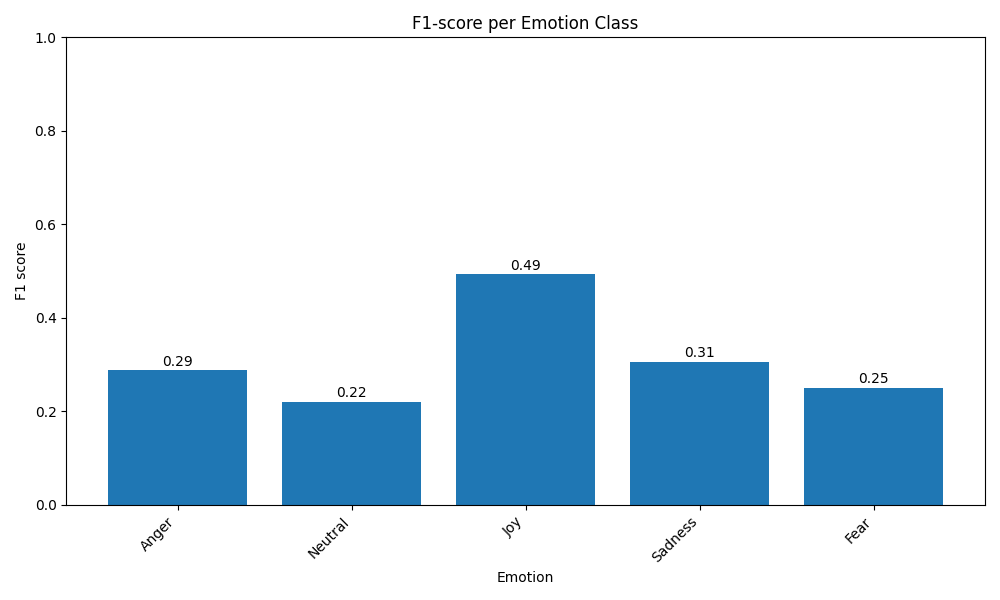 F1-score per Emotion Class
F1 score
1.0
0.8
0.6
0.4
0.2
0.0
0.29
0.22
0.49
0.31
0.25
Anger
Neutral
Joy
Sadness
Fear
Emotion